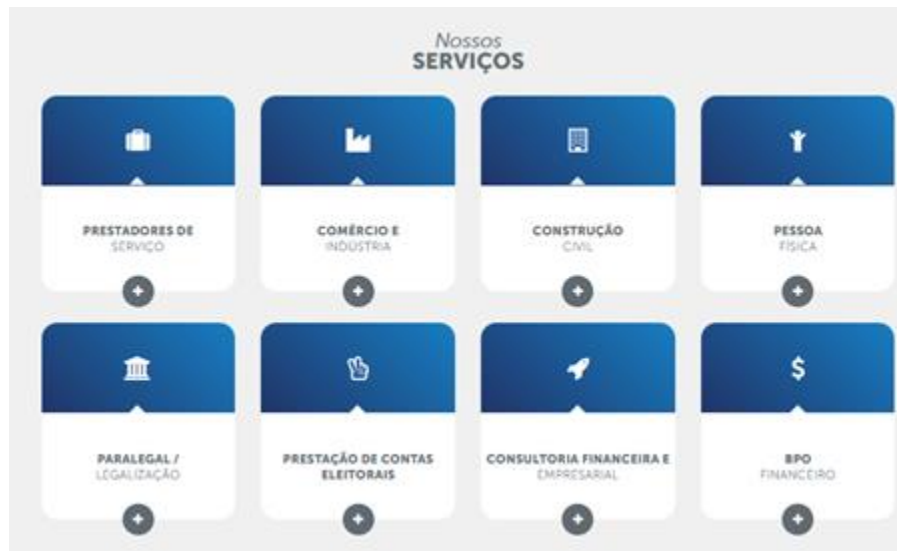 Nossos
SERVIÇOS
PRESTADORES DE
SERVIÇO
COMÉRCIO E
INDÚSTRIA
CONSTRUÇÃO
CIVIL
PESSOA
FÍSICA
PARALEGAL /
LEGALIZAÇÃO
PRESTAÇÃO DE CONTAS
ELEITORAIS
CONSULTORIA FINANCEIRA E
EMPRESARIAL
BPO
FINANCEIRO